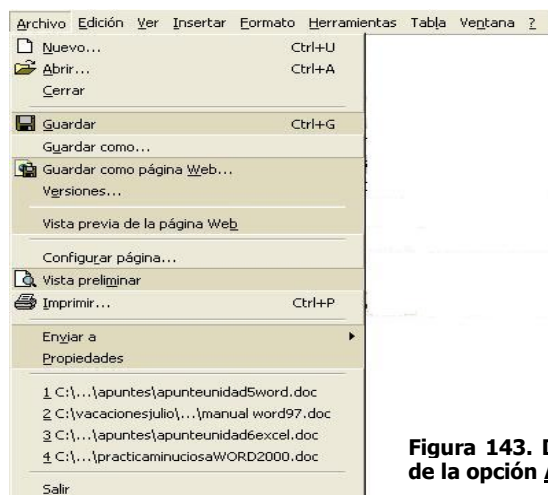 Archivo Edición Ver Insertar Formato Herramientas Tabla Ventana ?
Nuevo... Ctrl+U
Abrir... Ctrl+A
Cerrar
Guardar Ctrl+G
Guardar como...
Guardar como página Web...
Versiones...
Vista previa de la página Web
Configurar página...
Vista preliminar
Imprimir... Ctrl+P
Enviar a
Propiedades
1 C:\...\apuntes\apunteunidad5word.doc
2 C:\vacacionesjulio\...\manual word97.doc
3 C:\...\apuntes\apunteunidad6excel.doc
4 C:\...\practicaminuciosaWORD2000.doc
Salir
Figura 143.
de la opción